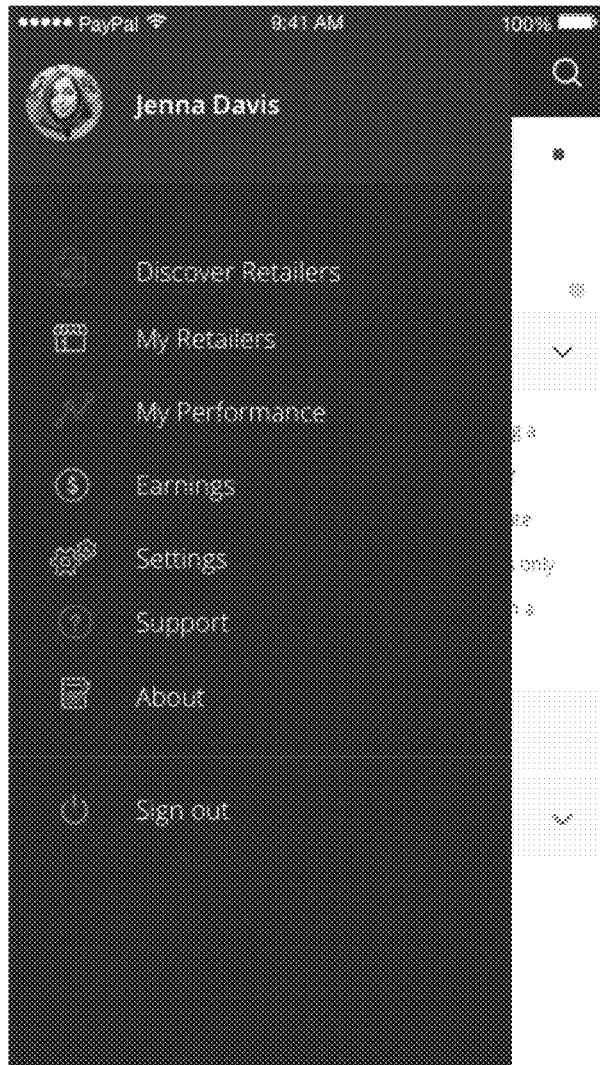 PayPal 9:41 AM 100%
Jenna Davis
Discover Retailers
My Retailers
My Performance
Earnings
$
Settings
?
Support
About
Sign out
g a
only
a